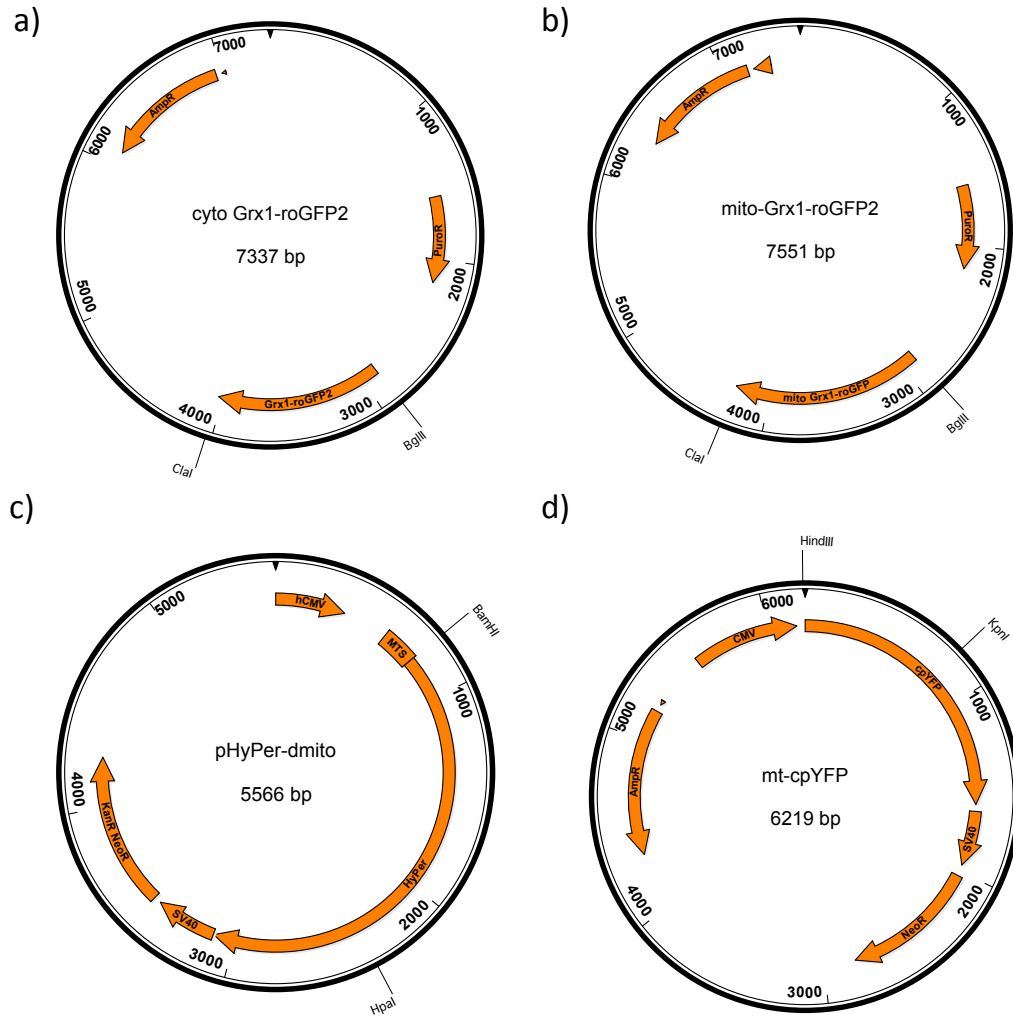 a)
7000
1000
AmpR
6000
cyto Grx1-roGFP2
7337 bp
PuroR
2000
5000
Grx1-roGFP2
3000
4000
BglII
ClaI
b)
7000
1000
AmpR
6000
mito-Grx1-roGFP2
7551 bp
PuroR
2000
5000
mito Grx1-roGFP
3000
4000
BglII
ClaI
c)
5000
hCMV
BamHI
MTS
1000
pHyPer-dmito
5566 bp
4000
KanR NeoR
HyPer
2000
SV40
3000
HpaI
d)
HindIII
6000
CMV
KpnI
cpYFP
1000
5000
mt-cpYFP
6219 bp
AmpR
SV40
2000
4000
NeoR
3000